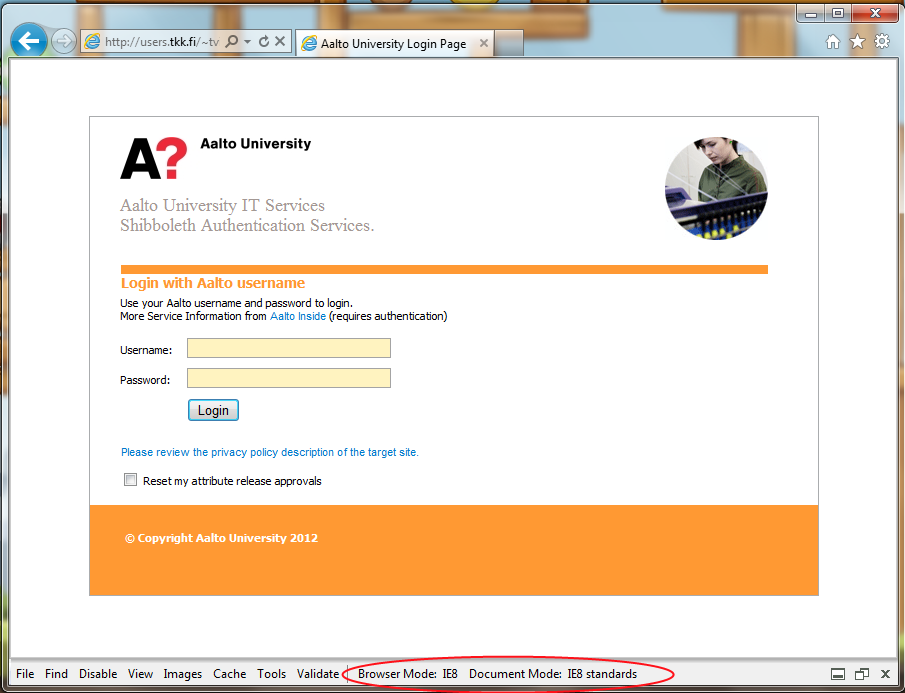 http://users.tkk.fi/~tv
Aalto University Login Page
A?
Aalto University
Aalto University IT Services
Shibboleth Authentication Services.
Login with Aalto username
Use your Aalto username and password to login.
More Service Information from Aalto Inside (requires authentication)
Username:
Password:
Login
Please review the privacy policy description of the target site.
Reset my attribute release approvals
© Copyright Aalto University 2012
File Find Disable View Images Cache Tools Validate Browser Mode: IE8 Document Mode: IE8 standards